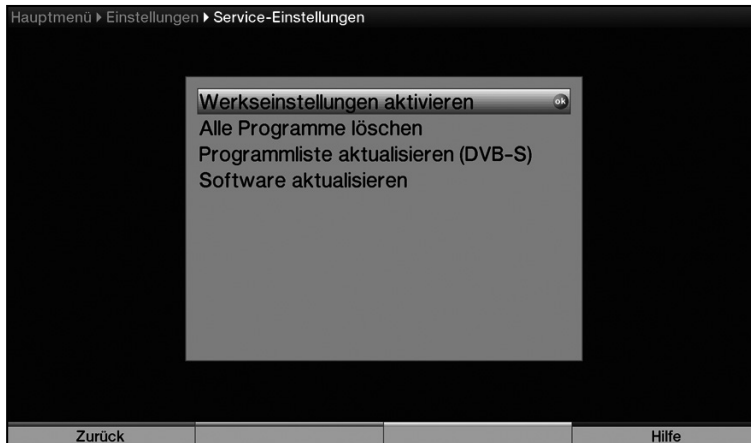 Hauptmenü ▸ Einstellungen ▸ Service-Einstellungen
Werkseinstellungen aktivieren ok
Alle Programme löschen
Programmliste aktualisieren (DVB-S)
Software aktualisieren
Zurück Hilfe